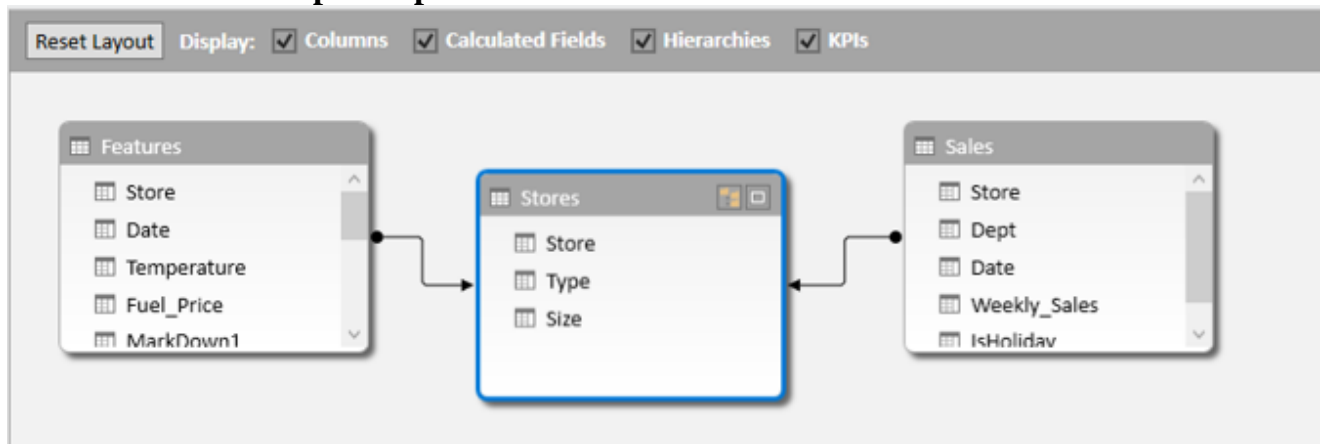 Reset Layout Display: Columns Calculated Fields Hierarchies KPIs
Features
Store
Date
Temperature
Fuel_Price
MarkDown1
Stores
Store
Type
Size
Sales
Store
Dept
Date
Weekly_Sales
IsHoliday